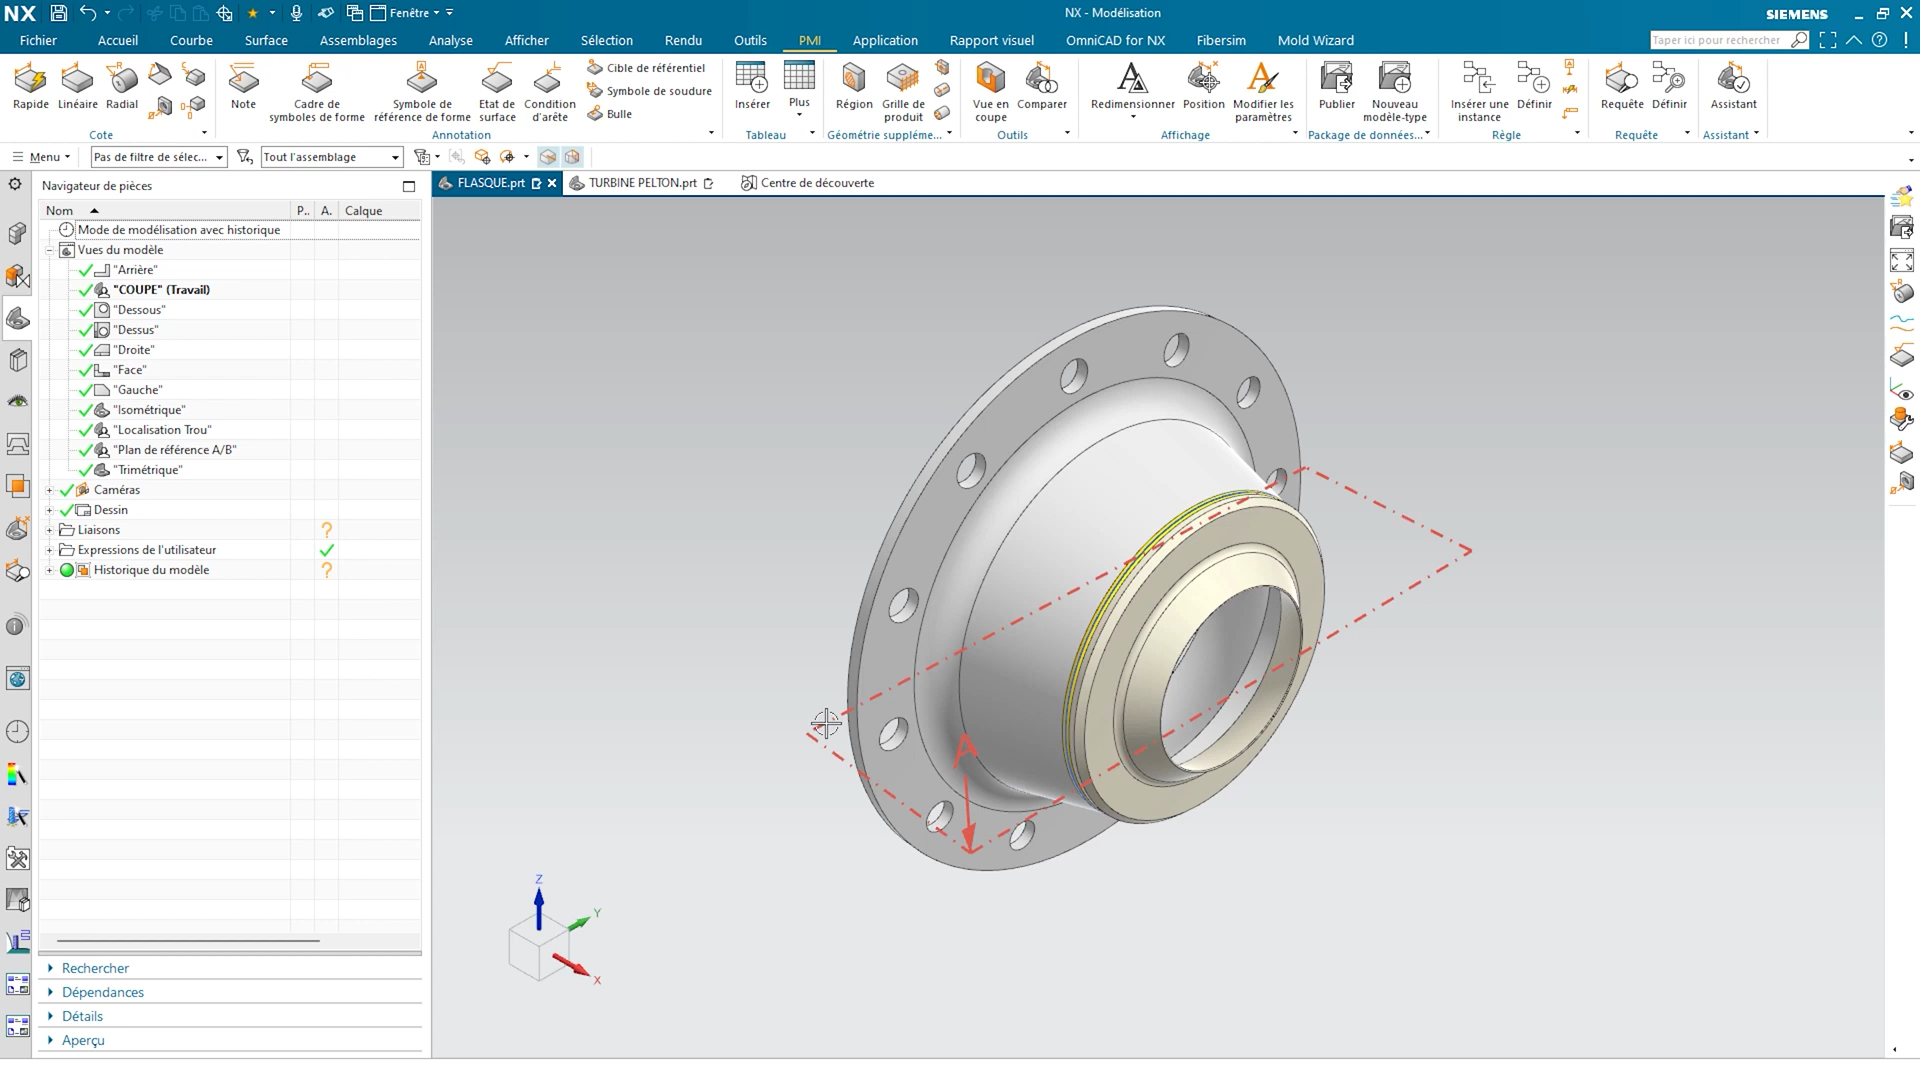 NX
Fenêtre
NX - Modélisation
SIEMENS
Fichier
Accueil
Courbe
Surface
Assemblages
Analyse
Afficher
Sélection
Rendu
Outils
PMI
Application
Rapport visuel
OmniCAD for NX
Fibersim
Mold Wizard
Taper ici pour rechercher
Rapide
Linéaire
Radial
Cote
Note
Cadre de symboles de forme
Symbole de référence de forme
Etat de surface
Condition d'arête
Cible de référentiel
Symbole de soudure
Bulle
Annotation
Insérer
Plus
Tableau
Région
Grille de produit
Géométrie suppléme...
Vue en coupe
Comparer
Outils
Redimensionner
Position
Modifier les paramètres
Affichage
Publier
Nouveau modèle-type
Package de données...
Insérer une instance
Définir
Règle
Requête
Définir
Requête
Assistant
Assistant
Menu
Pas de filtre de sélec...
Tout l'assemblage
Navigateur de pièces
FLASQUE.prt
TURBINE PELTON.prt
Centre de découverte
Nom
P..
A.
Calque
Mode de modélisation avec historique
Vues du modèle
"Arrière"
"COUPE" (Travail)
"Dessous"
"Dessus"
"Droite"
"Face"
"Gauche"
"Isométrique"
"Localisation Trou"
"Plan de référence A/B"
"Trimétrique"
Caméras
Dessin
Liaisons
Expressions de l'utilisateur
Historique du modèle
Rechercher
Dépendances
Détails
Aperçu
A
Z
Y
X